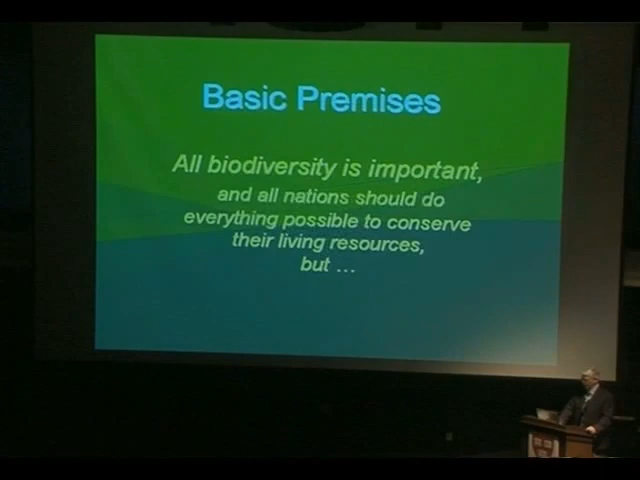 Basic Premises
All biodiversity is important,
and all nations should do
everything possible to conserve
their living resources,
but …